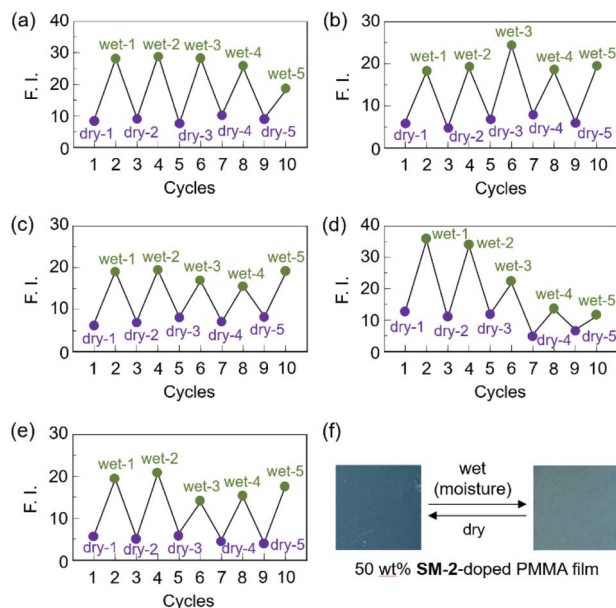 (a)
40
30
20
10
0
F. I.
wet-1 wet-2 wet-3 wet-4 wet-5
dry-1 dry-2 dry-3 dry-4 dry-5
1 2 3 4 5 6 7 8 9 10
Cycles
(b)
30
20
10
0
F. I.
wet-1 wet-2 wet-3 wet-4 wet-5
dry-1 dry-2 dry-3 dry-4 dry-5
1 2 3 4 5 6 7 8 9 10
Cycles
(c)
30
20
10
0
F. I.
wet-1 wet-2 wet-3 wet-4 wet-5
dry-1 dry-2 dry-3 dry-4 dry-5
1 2 3 4 5 6 7 8 9 10
Cycles
(d)
40
30
20
10
0
F. I.
wet-1 wet-2 wet-3 wet-4 wet-5
dry-1 dry-2 dry-3 dry-4 dry-5
1 2 3 4 5 6 7 8 9 10
Cycles
(e)
30
20
10
0
F. I.
wet-1 wet-2 wet-3 wet-4 wet-5
dry-1 dry-2 dry-3 dry-4 dry-5
1 2 3 4 5 6 7 8 9 10
Cycles
(f)
wet
(moisture)
dry
50 wt% SM-2-doped PMMA film